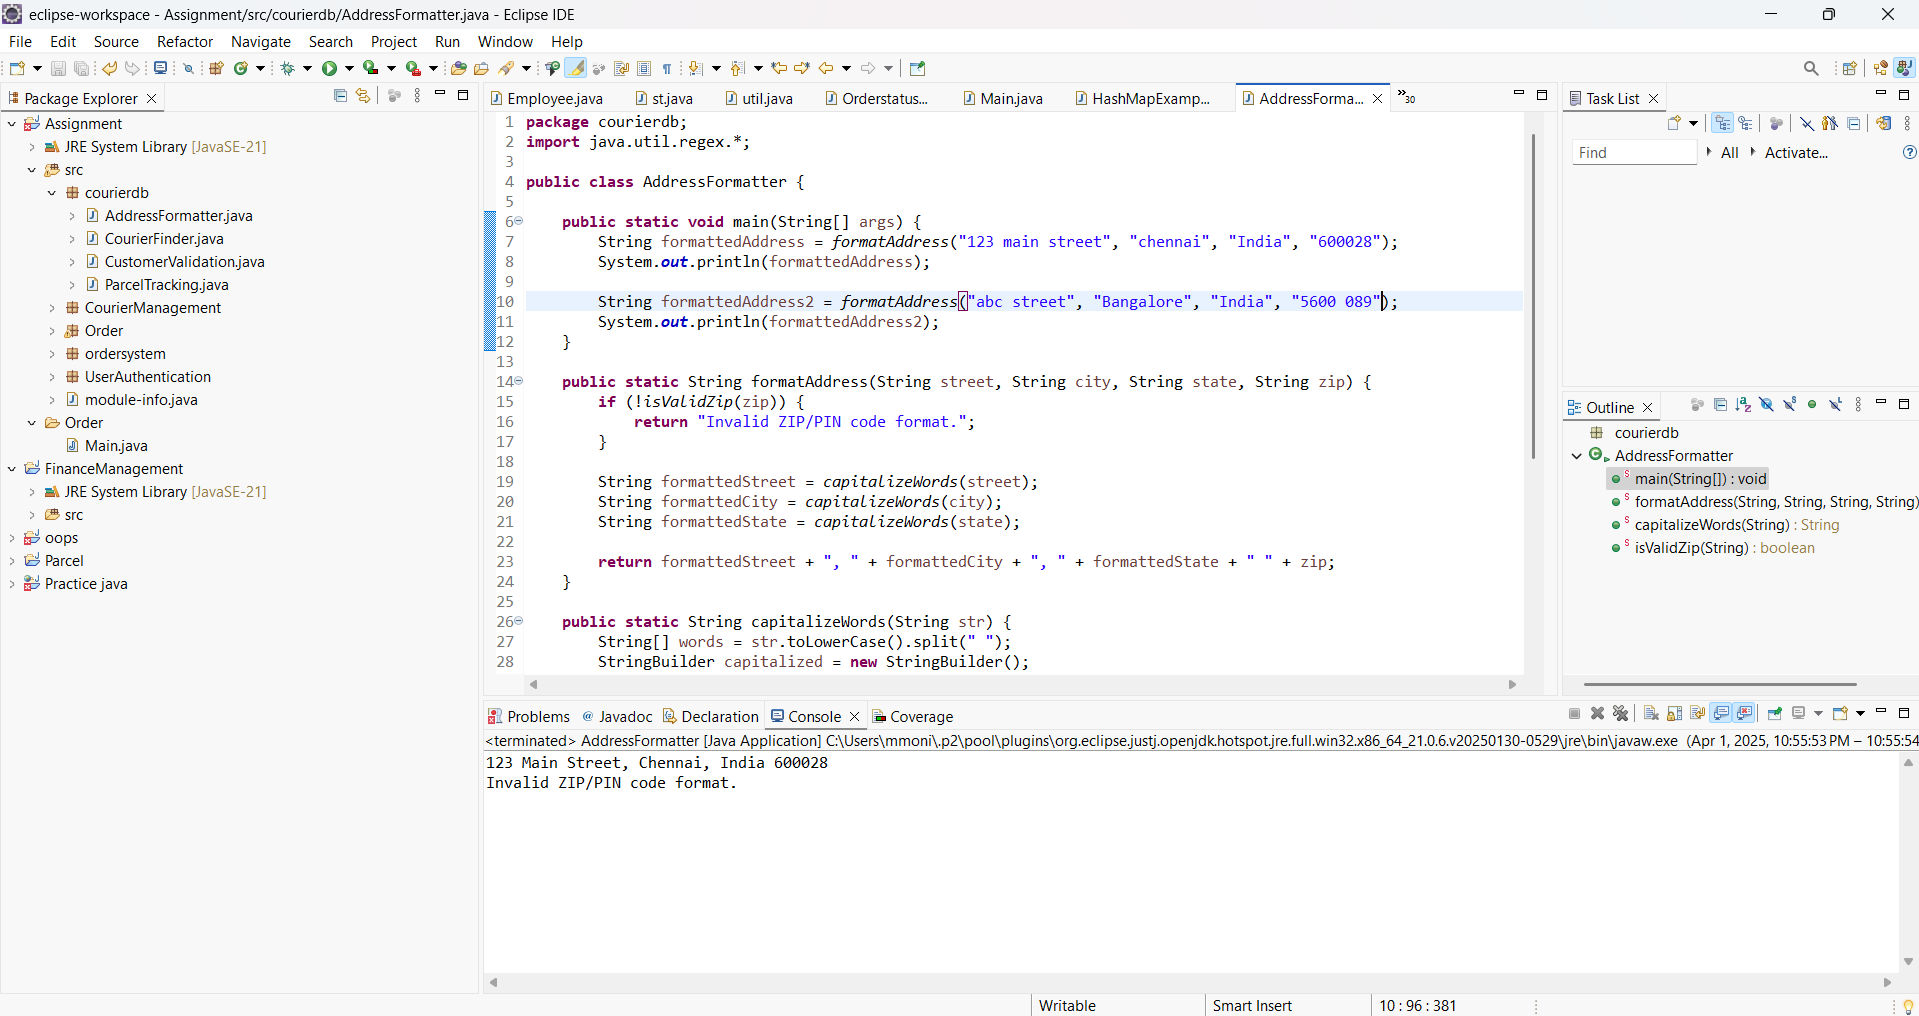 eclipse-workspace - Assignment/src/courierdb/AddressFormatter.java - Eclipse IDE
File Edit Source Refactor Navigate Search Project Run Window Help
Package Explorer
Assignment
JRE System Library [JavaSE-21]
src
courierdb
AddressFormatter.java
CourierFinder.java
CustomerValidation.java
ParcelTracking.java
CourierManagement
Order
ordersystem
UserAuthentication
module-info.java
Order
Main.java
FinanceManagement
JRE System Library [JavaSE-21]
src
oops
Parcel
Practice java
Employee.java st.java util.java Orderstatus... Main.java HashMapExamp... AddressForma... »30
1 package courierdb;
2 import java.util.regex.*;
3
4 public class AddressFormatter {
5
6 public static void main(String[] args) {
7 String formattedAddress = formatAddress("123 main street", "chennai", "India", "600028");
8 System.out.println(formattedAddress);
9
10 String formattedAddress2 = formatAddress("abc street", "Bangalore", "India", "5600 089");
11 System.out.println(formattedAddress2);
12 }
13
14 public static String formatAddress(String street, String city, String state, String zip) {
15 if (!isValidZip(zip)) {
16 return "Invalid ZIP/PIN code format.";
17 }
18
19 String formattedStreet = capitalizeWords(street);
20 String formattedCity = capitalizeWords(city);
21 String formattedState = capitalizeWords(state);
22
23 return formattedStreet + ", " + formattedCity + ", " + formattedState + " " + zip;
24 }
25
26 public static String capitalizeWords(String str) {
27 String[] words = str.toLowerCase().split(" ");
28 StringBuilder capitalized = new StringBuilder();
Task List
Find All Activate...
Outline
courierdb
AddressFormatter
main(String[]) : void
formatAddress(String, String, String, String)
capitalizeWords(String) : String
isValidZip(String) : boolean
Problems Javadoc Declaration Console Coverage
<terminated> AddressFormatter [Java Application] C:\Users\mmoni\.p2\pool\plugins\org.eclipse.justj.openjdk.hotspot.jre.full.win32.x86_64_21.0.6.v20250130-0529\jre\bin\javaw.exe (Apr 1, 2025, 10:55:53 PM – 10:55:54
123 Main Street, Chennai, India 600028
Invalid ZIP/PIN code format.
Writable Smart Insert 10 : 96 : 381